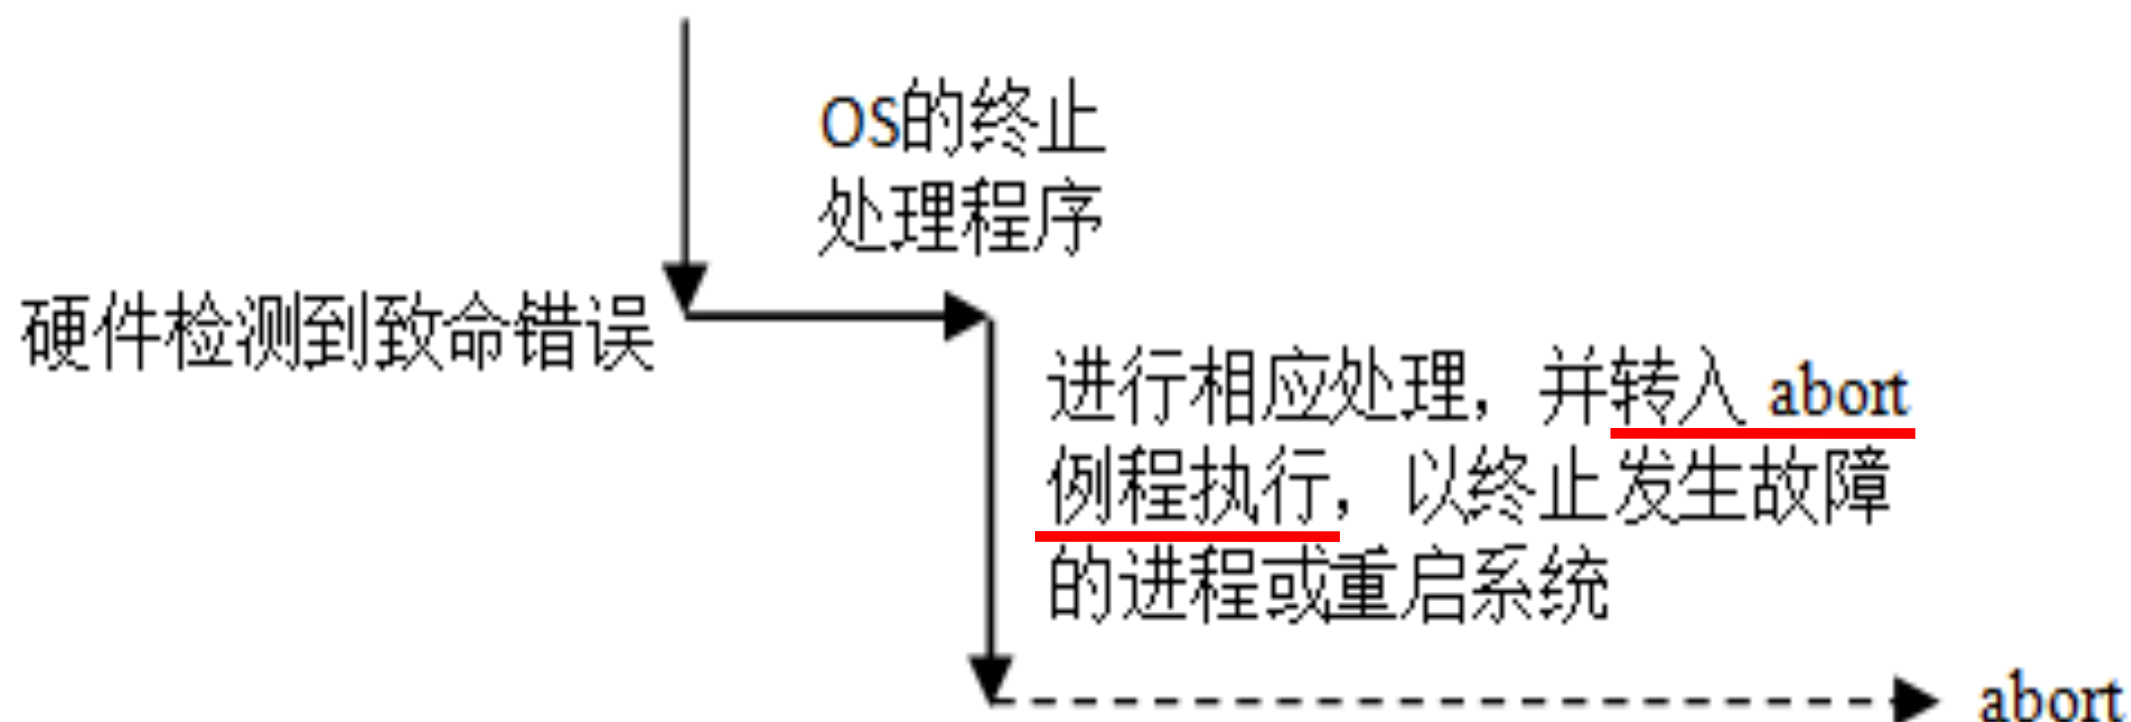 OS的终止
处理程序
硬件检测到致命错误
进行相应处理，并转入 abort
例程执行，以终止发生故障
的进程或重启系统
abort